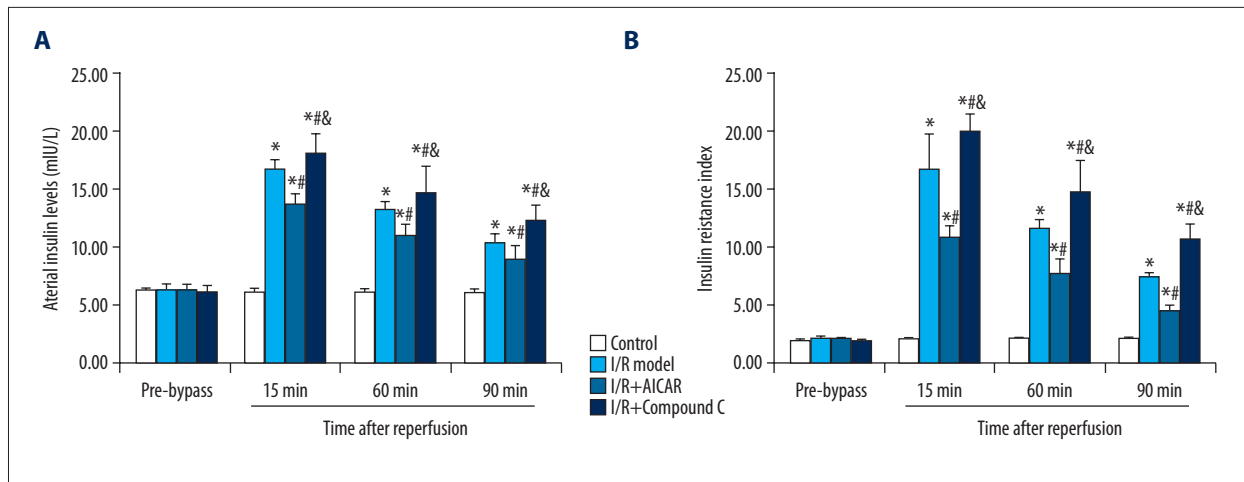 A
Aterial insulin levels (mIU/L)
25.00
20.00
15.00
10.00
5.00
0.00
*
*#
*#&
*
*#
*#&
*
*#
*#&
Pre-bypass
15 min
60 min
90 min
Time after reperfusion
Control
I/R model
I/R+AICAR
I/R+Compound C
B
Insulin reistance index
25.00
20.00
15.00
10.00
5.00
0.00
*
*#
*#&
*
*#
*#&
*
*#
*#&
Pre-bypass
15 min
60 min
90 min
Time after reperfusion